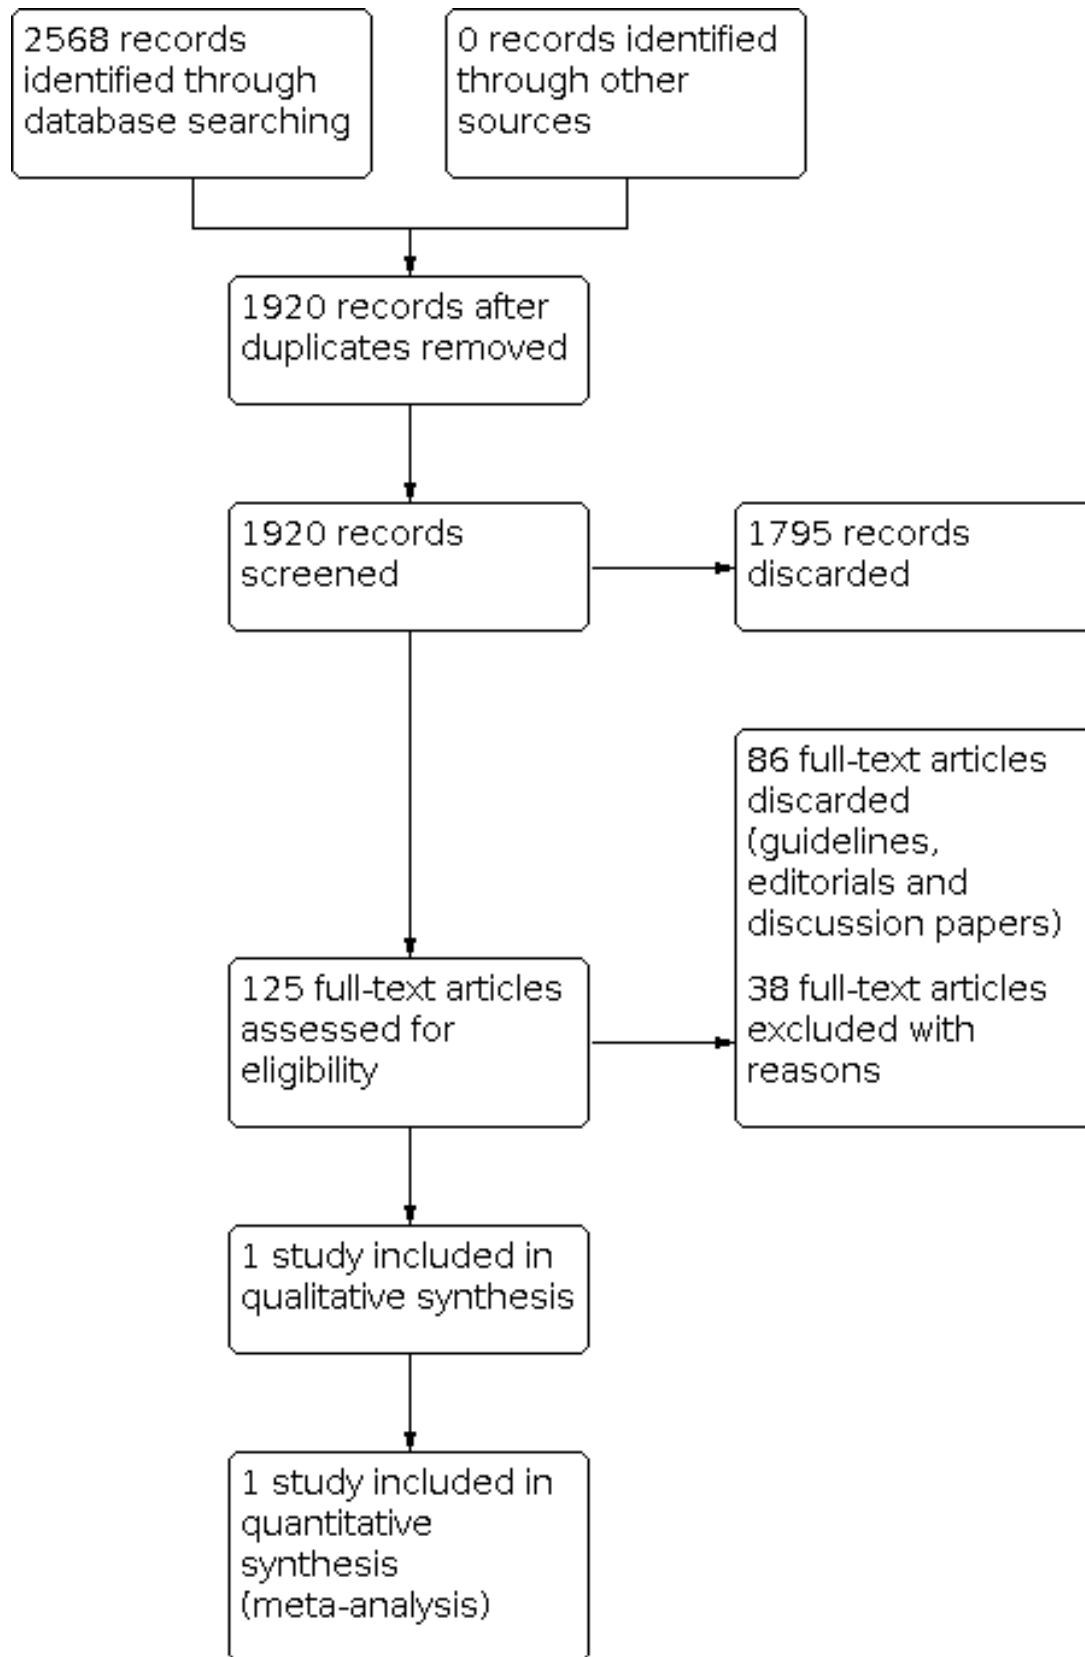 2568 records
identified through
database searching
0 records identified
through other
sources
1920 records after
duplicates removed
1920 records
screened
1795 records
discarded
86 full-text articles
discarded
(guidelines,
editorials and
discussion papers)
38 full-text articles
excluded with
reasons
125 full-text articles
assessed for
eligibility
1 study included in
qualitative synthesis
1 study included in
quantitative
synthesis
(meta-analysis)